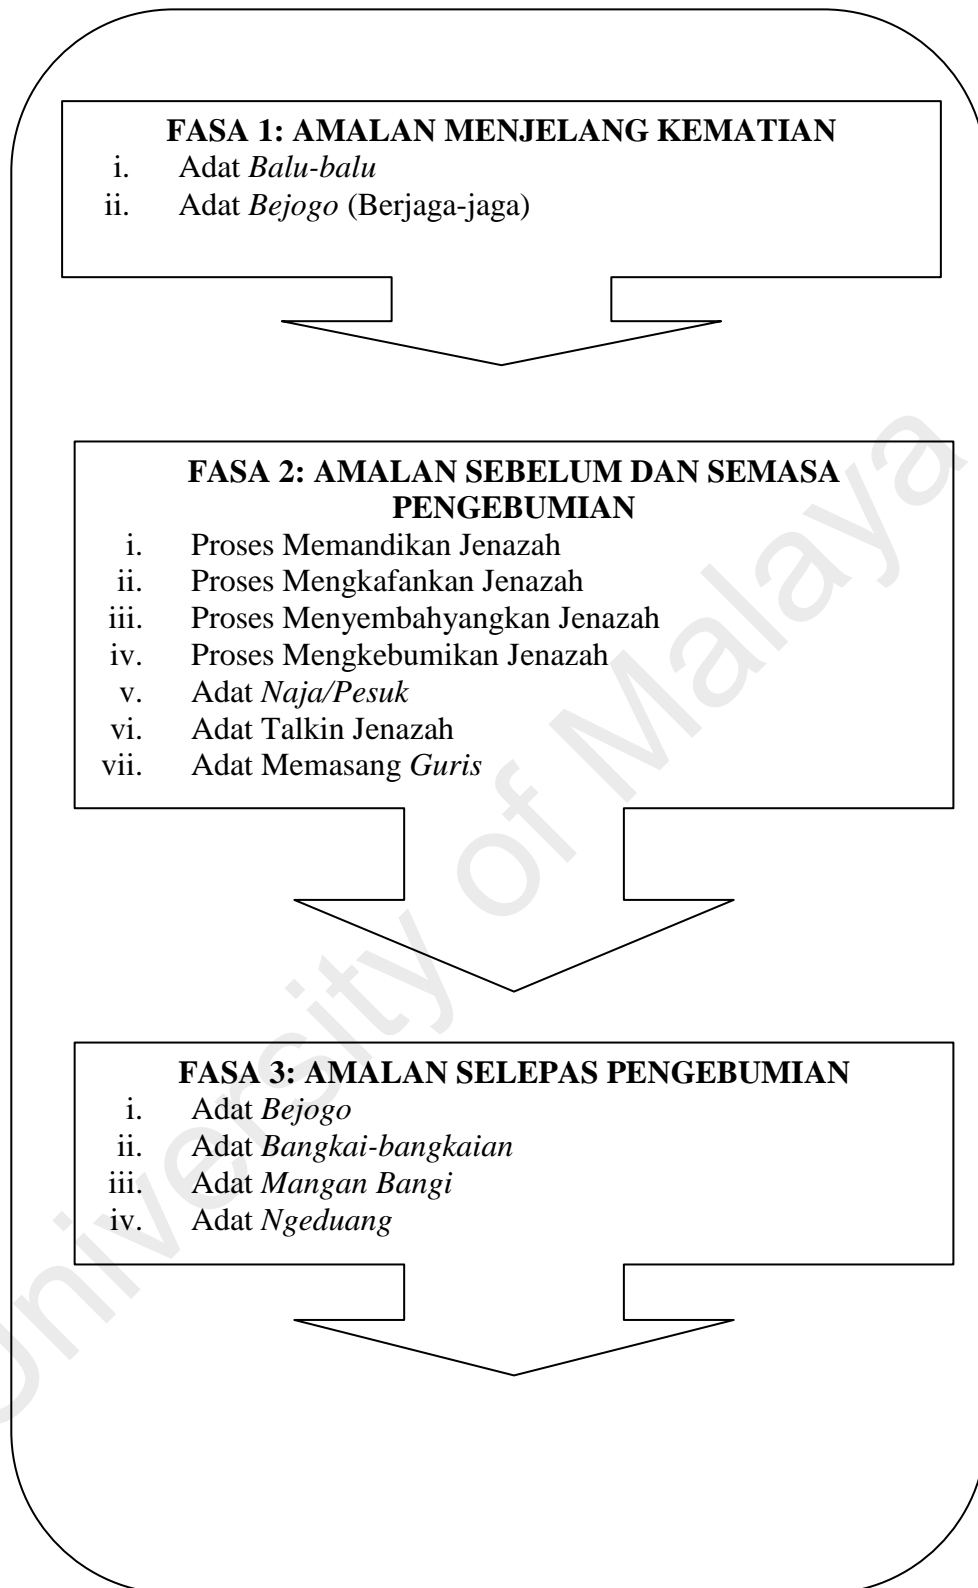 FASA 1: AMALAN MENJELANG KEMATIAN
i. Adat Balu-balu
ii. Adat Bejogo (Berjaga-jaga)
FASA 2: AMALAN SEBELUM DAN SEMASA
PENGEBUMIAN
i. Proses Memandikan Jenazah
ii. Proses Mengkafankan Jenazah
iii. Proses Menyembahyangkan Jenazah
iv. Proses Mengkebumikan Jenazah
v. Adat Naja/Pesuk
vi. Adat Talkin Jenazah
vii. Adat Memasang Guris
FASA 3: AMALAN SELEPAS PENGEBUMIAN
i. Adat Bejogo
ii. Adat Bangkai-bangkaian
iii. Adat Mangan Bangi
iv. Adat Ngeduang
University of Malaya